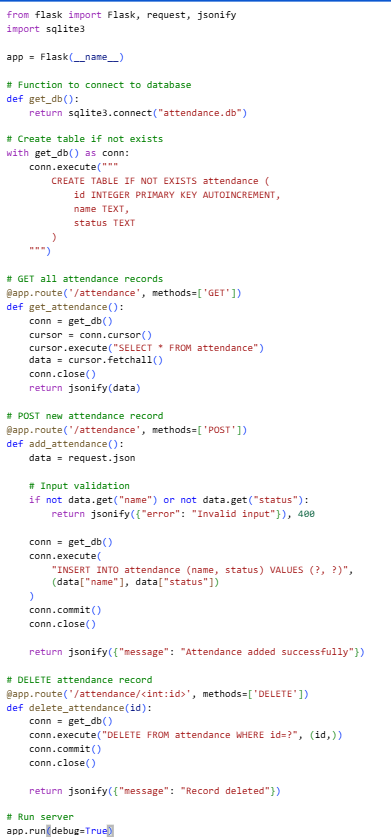 from flask import Flask, request, jsonify
import sqlite3

app = Flask(__name__)

# Function to connect to database
def get_db():
    return sqlite3.connect("attendance.db")

# Create table if not exists
with get_db() as conn:
    conn.execute("""
        CREATE TABLE IF NOT EXISTS attendance (
            id INTEGER PRIMARY KEY AUTOINCREMENT,
            name TEXT,
            status TEXT
        )
    """)

# GET all attendance records
@app.route('/attendance', methods=['GET'])
def get_attendance():
    conn = get_db()
    cursor = conn.cursor()
    cursor.execute("SELECT * FROM attendance")
    data = cursor.fetchall()
    conn.close()
    return jsonify(data)

# POST new attendance record
@app.route('/attendance', methods=['POST'])
def add_attendance():
    data = request.json

    # Input validation
    if not data.get("name") or not data.get("status"):
        return jsonify({"error": "Invalid input"}), 400

    conn = get_db()
    conn.execute(
        "INSERT INTO attendance (name, status) VALUES (?, ?)",
        (data["name"], data["status"])
    )
    conn.commit()
    conn.close()

    return jsonify({"message": "Attendance added successfully"})

# DELETE attendance record
@app.route('/attendance/<int:id>', methods=['DELETE'])
def delete_attendance(id):
    conn = get_db()
    conn.execute("DELETE FROM attendance WHERE id=?", (id,))
    conn.commit()
    conn.close()

    return jsonify({"message": "Record deleted"})

# Run server
app.run(debug=True)